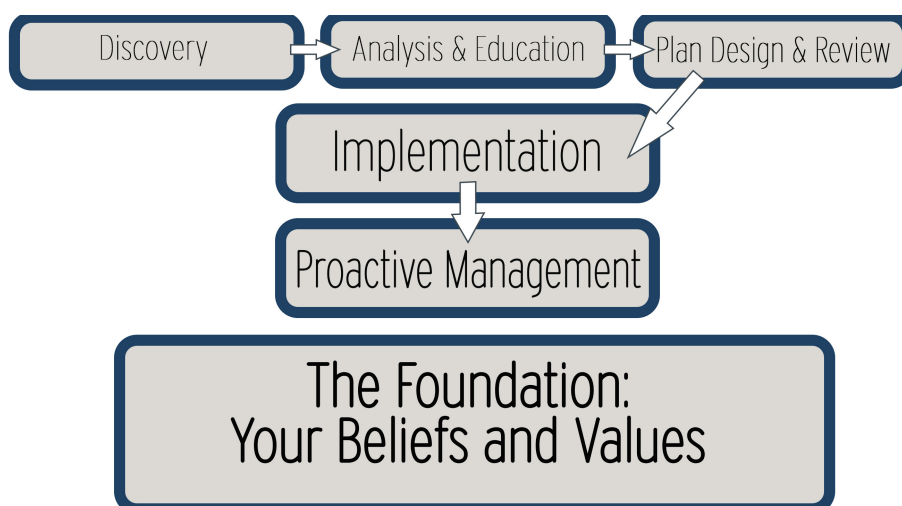 Discovery
Analysis & Education
Plan Design & Review
Implementation
Proactive Management
The Foundation:
Your Beliefs and Values